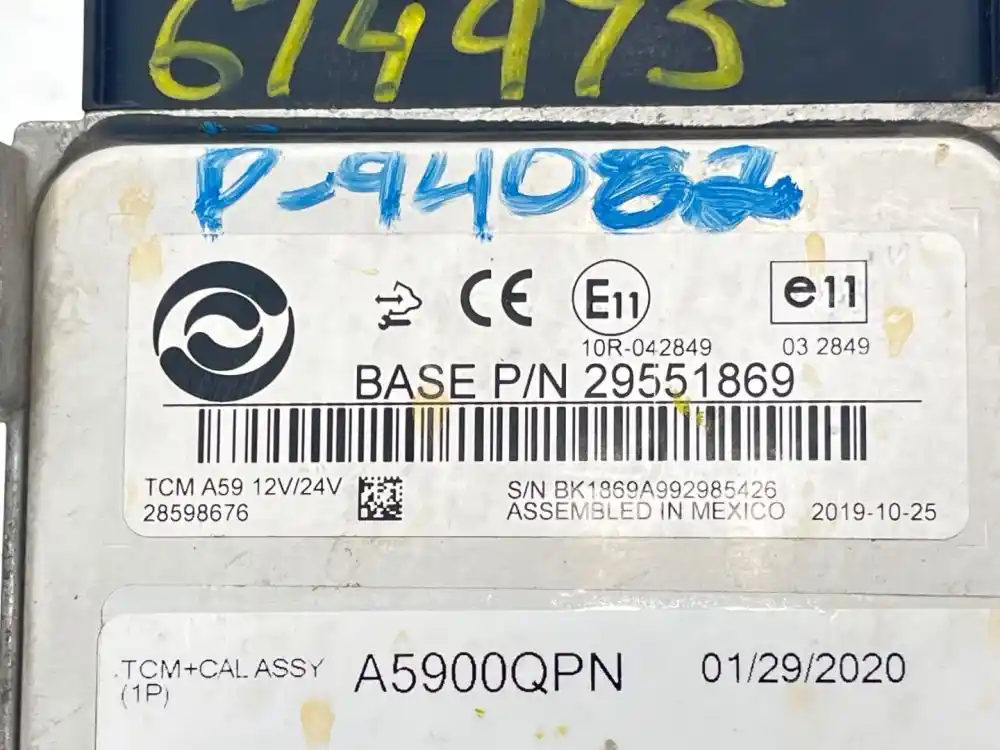 614975
P-94082
CE
E11
e11
10R-042849
03 2849
BASE P/N 29551869
TCM A59 12V/24V
28598676
S/N BK1869A992985426
ASSEMBLED IN MEXICO
2019-10-25
TCM+CAL ASSY
(1P)
A5900QPN
01/29/2020